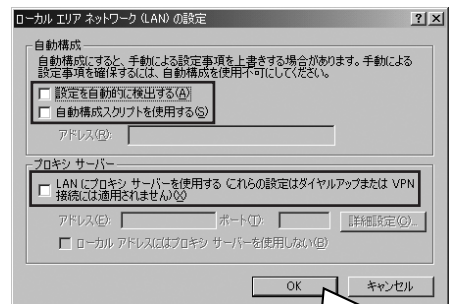 ローカル エリア ネットワーク (LAN) の設定
自動構成
自動構成にすると、手動による設定事項を上書きする場合があります。手動による
設定事項を確保するには、自動構成を使用不可にしてください。
設定を自動的に検出する(A)
自動構成スクリプトを使用する(S)
アドレス(R):
プロキシ サーバー
LAN にプロキシ サーバーを使用する (これらの設定はダイヤルアップまたは VPN
接続には適用されません)(X)
アドレス(E): ポート(T): 詳細設定(C)...
ローカル アドレスにはプロキシ サーバーを使用しない(B)
OK キャンセル